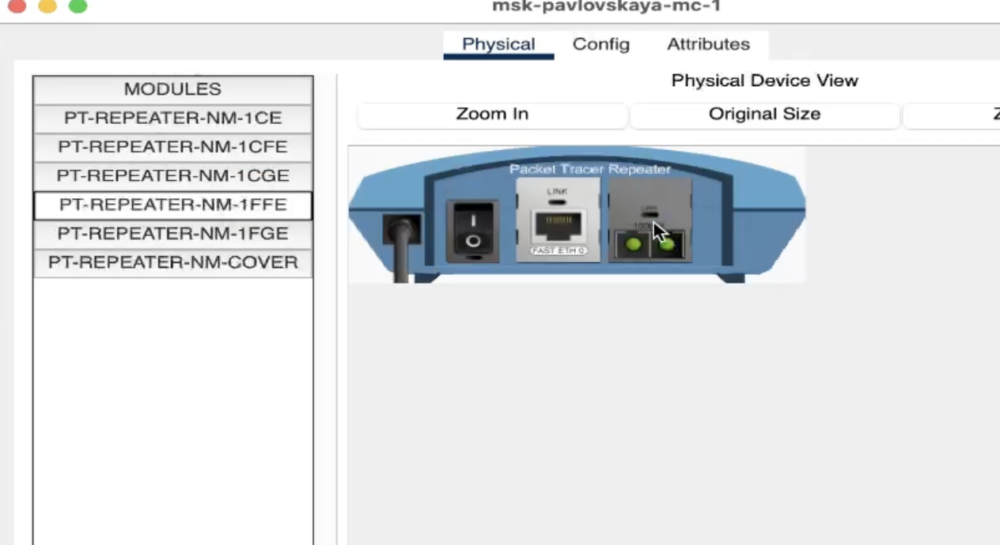 msk-pavlovskaya-mc-1
Physical Config Attributes
MODULES
PT-REPEATER-NM-1CE
PT-REPEATER-NM-1CFE
PT-REPEATER-NM-1CGE
PT-REPEATER-NM-1FFE
PT-REPEATER-NM-1FGE
PT-REPEATER-NM-COVER
Physical Device View
Zoom In Original Size Z
Packet Tracer Repeater
LINK
LINK
FAST ETH 0